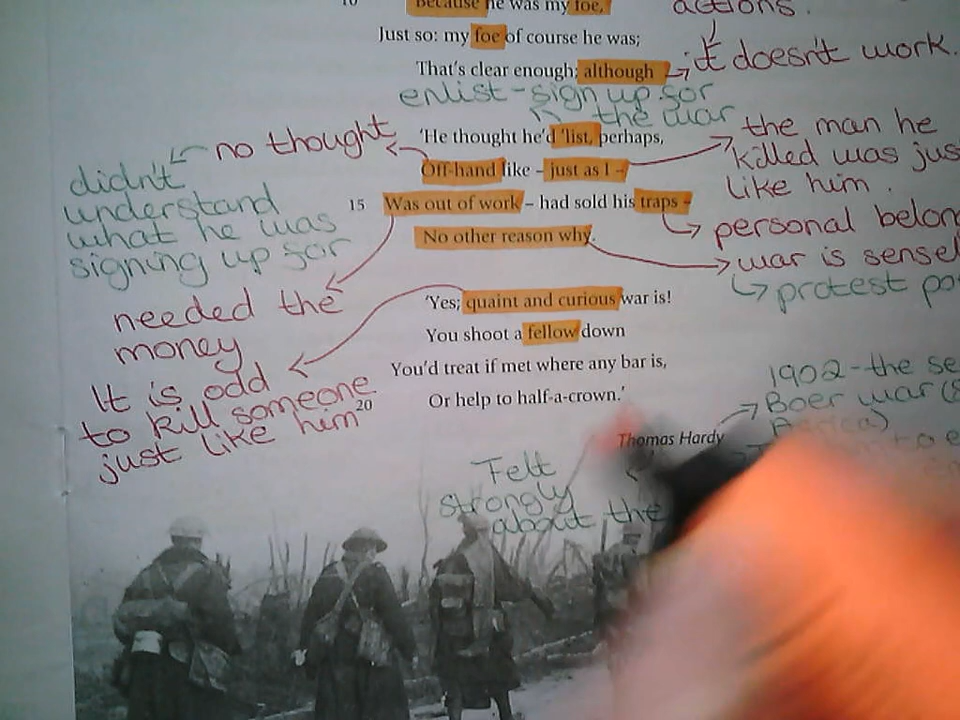 10 Because he was my foe,
actions.
Just so: my foe of course he was;
it doesn't work.
That's clear enough; although
enlist - sign up for
the war
'He thought he'd 'list, perhaps,
no thought
the man he
killed was jus
like him.
Off-hand like – just as I –
didn't
understand
what he was
signing up for
15 Was out of work – had sold his traps –
personal belon
No other reason why.
war is sensel
protest po
needed the
money
'Yes; quaint and curious war is!
You shoot a fellow down
You'd treat if met where any bar is,
20 Or help to half-a-crown.'
It is odd
to kill someone
just like him
1902 - the se
Boer war (S
Africa)
Thomas Hardy
Felt
strongly
about the